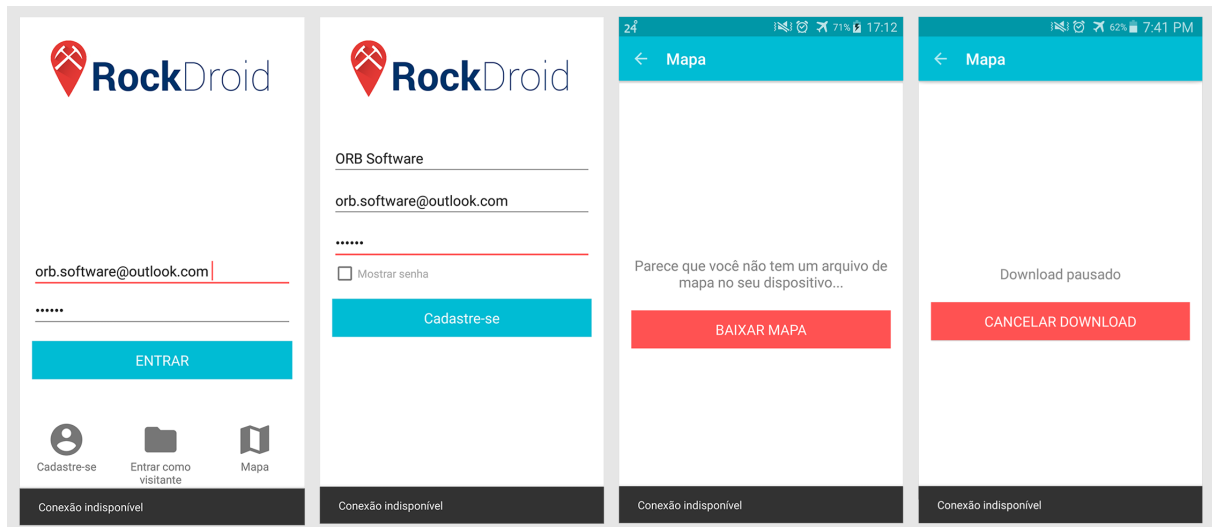 RockDroid
orb.software@outlook.com
••••••
ENTRAR
Cadastre-se
Entrar como
visitante
Mapa
Conexão indisponível
RockDroid
ORB Software
orb.software@outlook.com
••••••
Mostrar senha
Cadastre-se
Conexão indisponível
24° 71% 17:12
Mapa
Parece que você não tem um arquivo de
mapa no seu dispositivo...
BAIXAR MAPA
Conexão indisponível
62% 7:41 PM
Mapa
Download pausado
CANCELAR DOWNLOAD
Conexão indisponível